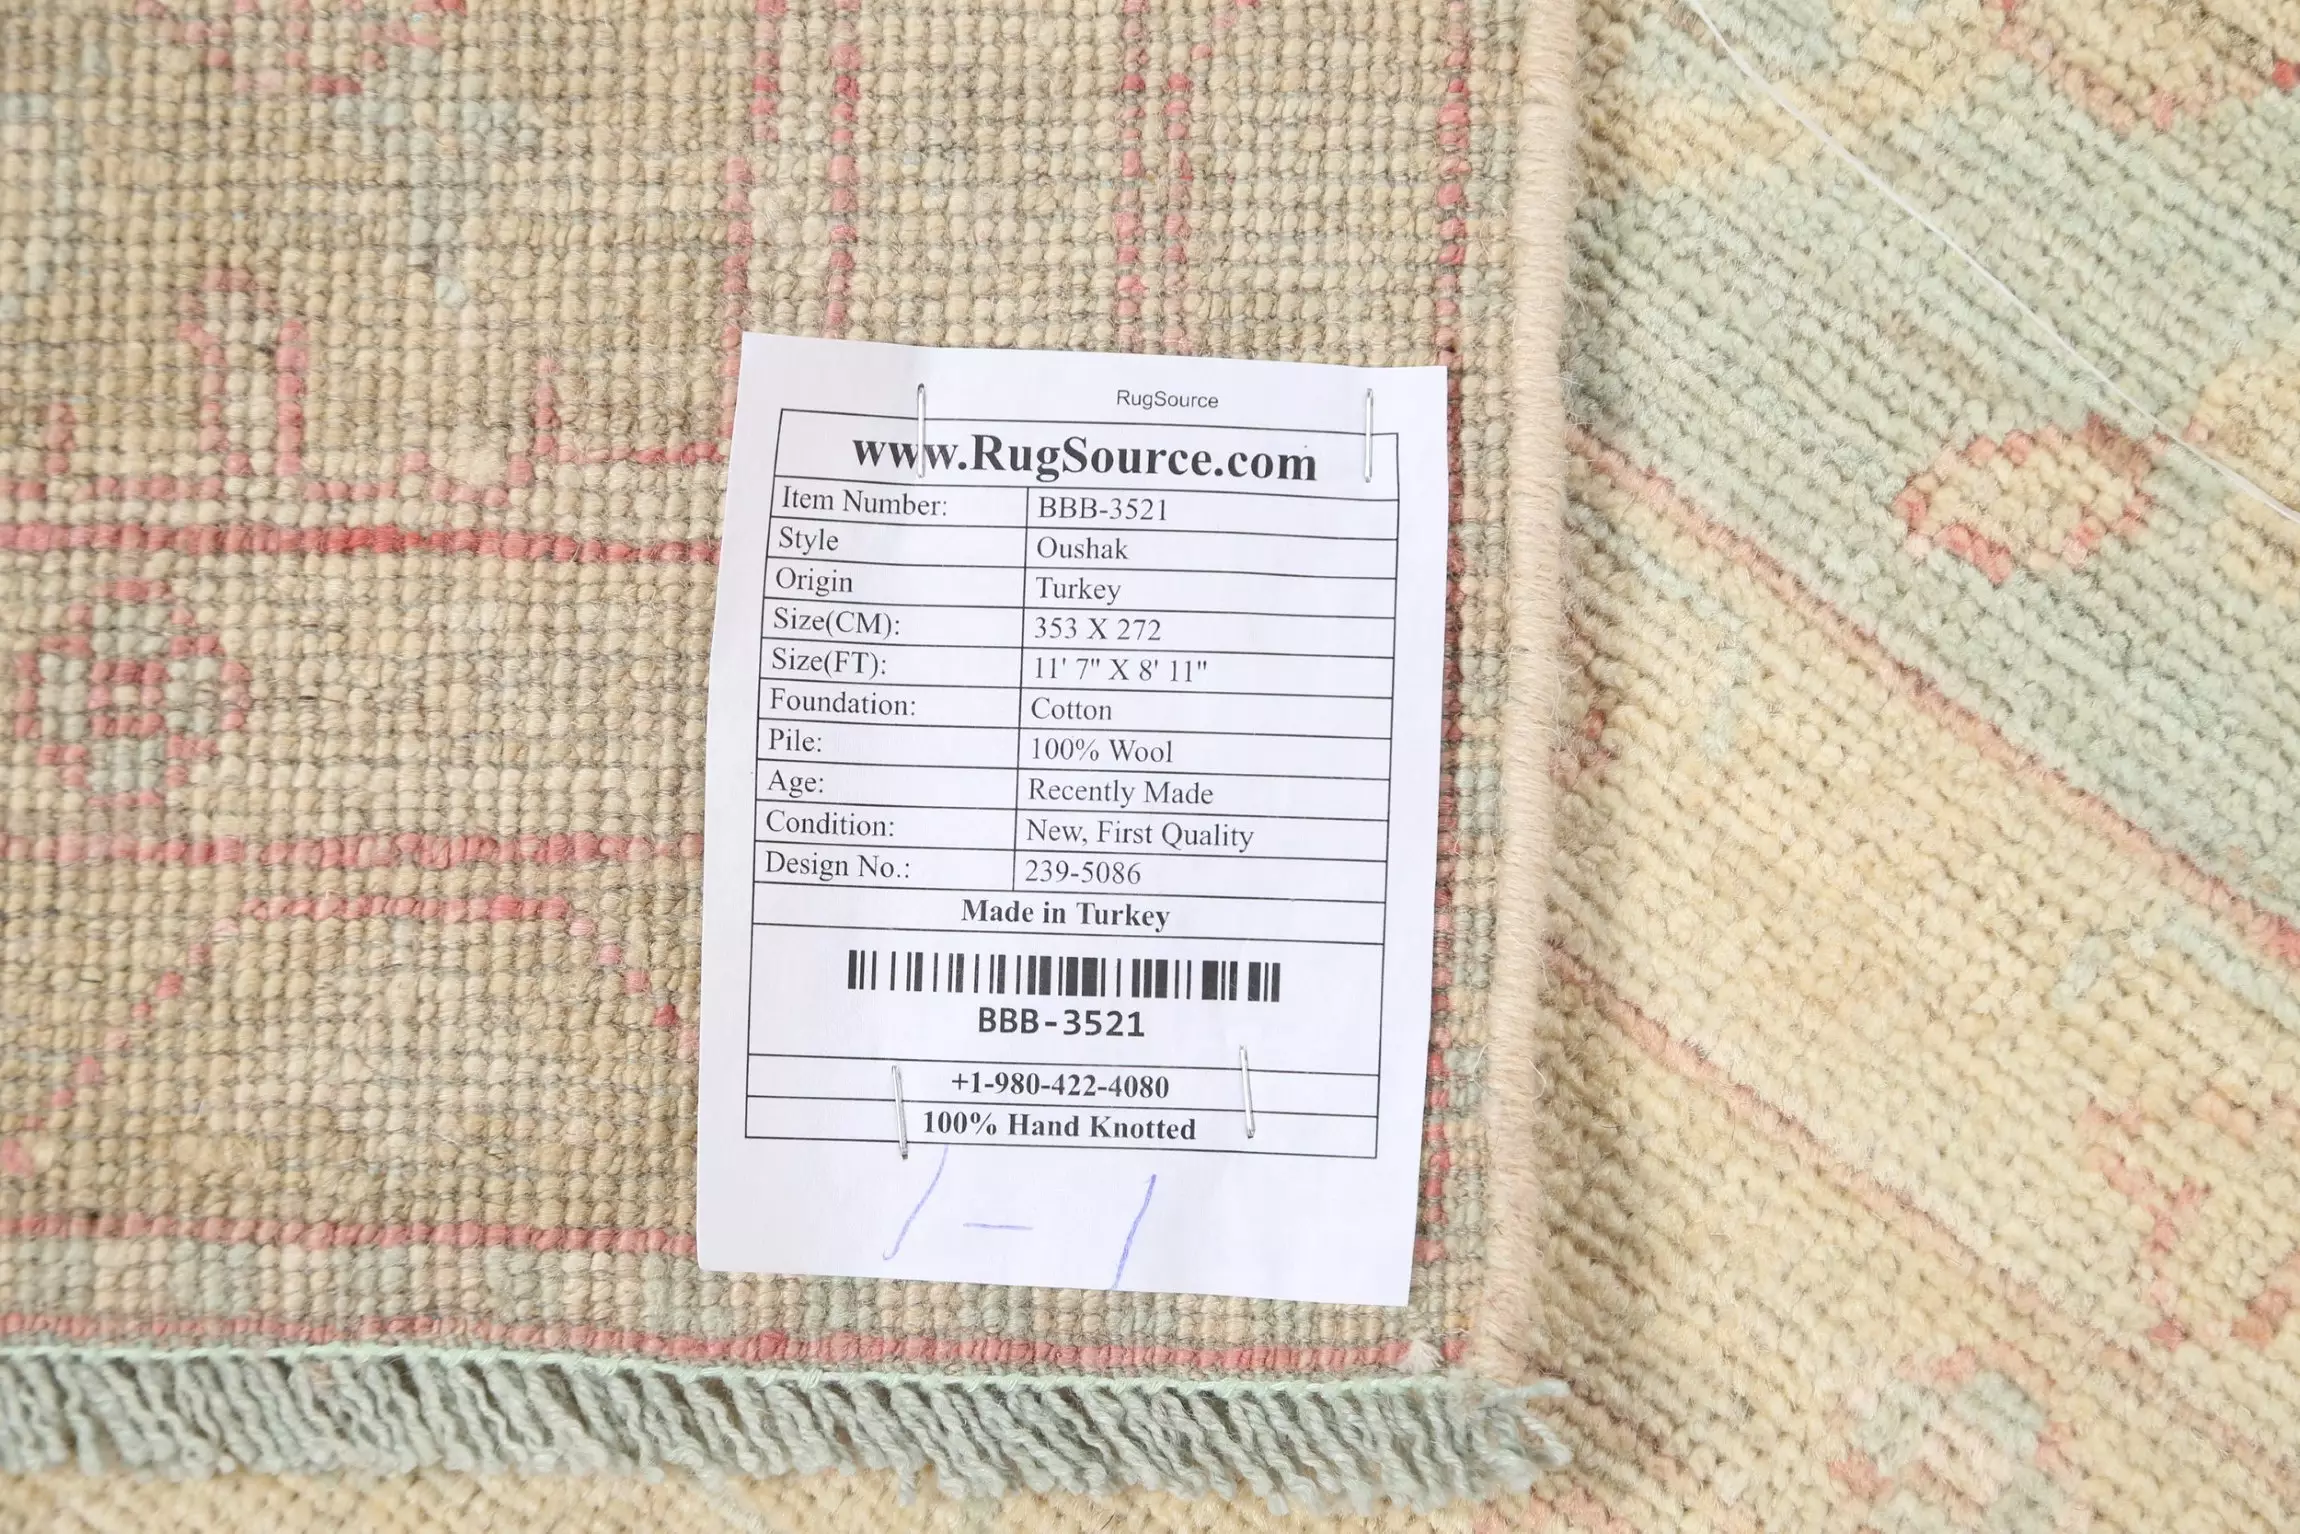 RugSource
www.RugSource.com
Item Number: BBB-3521
Style Oushak
Origin Turkey
Size(CM): 353 X 272
Size(FT): 11' 7" X 8' 11"
Foundation: Cotton
Pile: 100% Wool
Age: Recently Made
Condition: New, First Quality
Design No.: 239-5086
Made in Turkey
BBB-3521
+1-980-422-4080
100% Hand Knotted
1-1